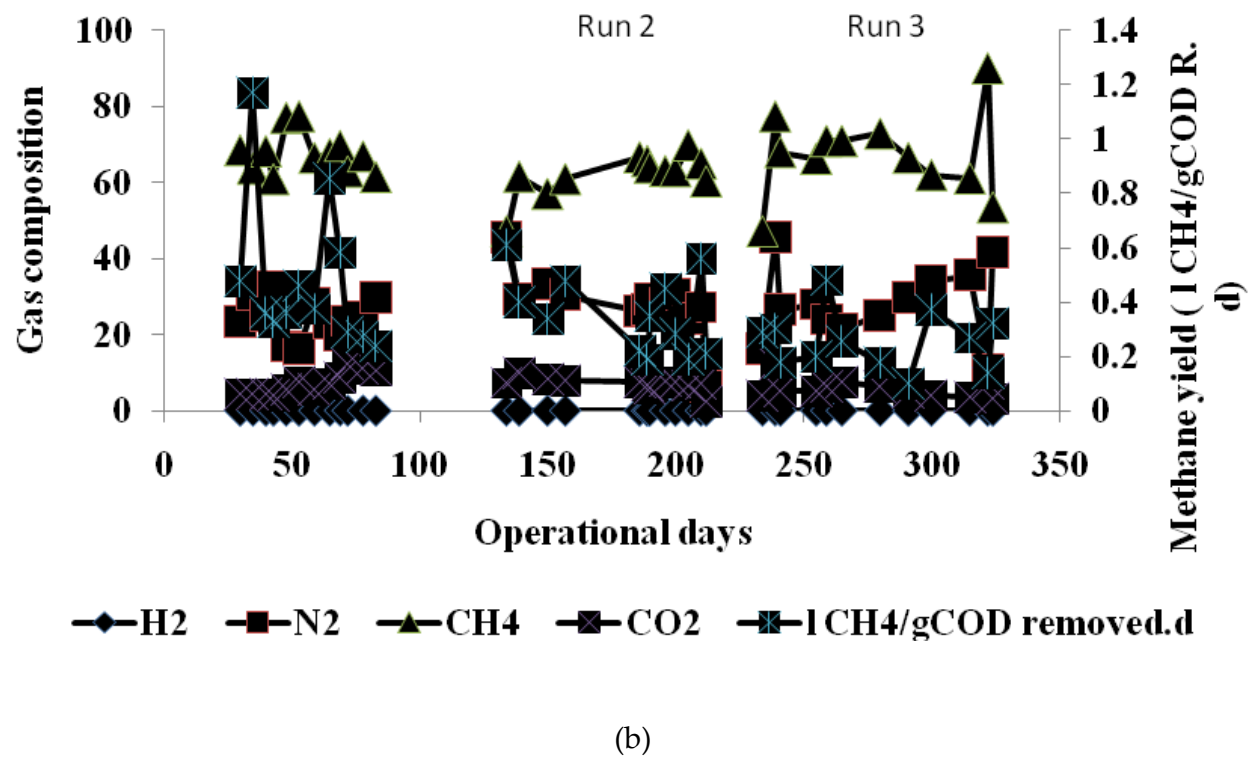 Run 2 Run 3
100
80
60
40
20
0
Gas composition
1.4
1.2
1
0.8
0.6
0.4
0.2
0
Methane yield ( l CH4/gCOD R.
d)
0 50 100 150 200 250 300 350
Operational days
H2 N2 CH4 CO2 l CH4/gCOD removed.d
(b)